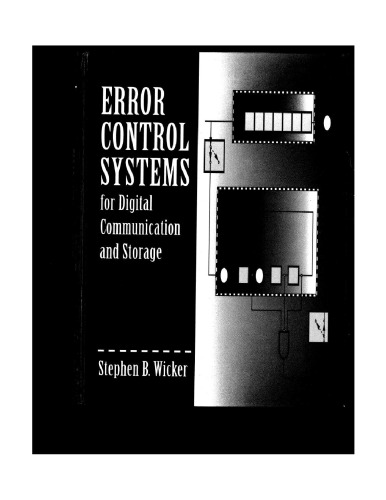 ERROR
CONTROL
SYSTEMS
for Digital
Communication
and Storage
Stephen B. Wicker